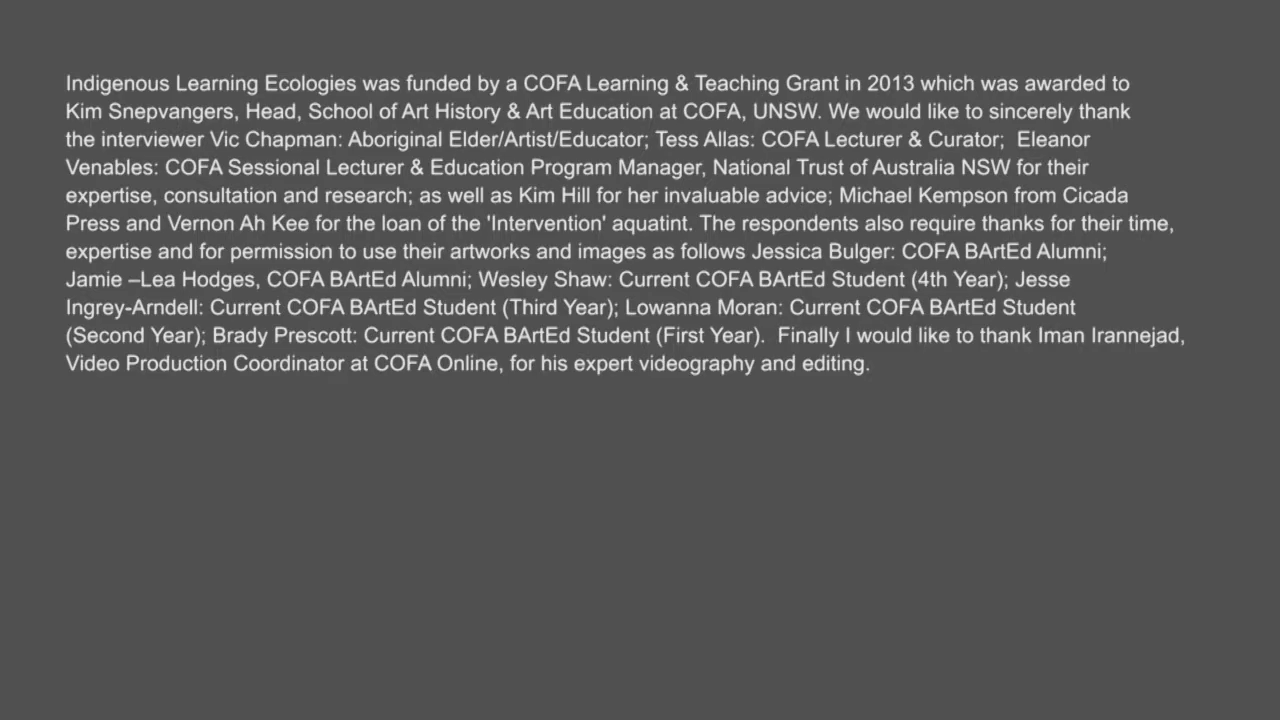 Indigenous Learning Ecologies was funded by a COFA Learning & Teaching Grant in 2013 which was awarded to
Kim Snepvangers, Head, School of Art History & Art Education at COFA, UNSW. We would like to sincerely thank
the interviewer Vic Chapman: Aboriginal Elder/Artist/Educator; Tess Allas: COFA Lecturer & Curator;  Eleanor
Venables: COFA Sessional Lecturer & Education Program Manager, National Trust of Australia NSW for their
expertise, consultation and research; as well as Kim Hill for her invaluable advice; Michael Kempson from Cicada
Press and Vernon Ah Kee for the loan of the 'Intervention' aquatint. The respondents also require thanks for their time,
expertise and for permission to use their artworks and images as follows Jessica Bulger: COFA BArtEd Alumni;
Jamie –Lea Hodges, COFA BArtEd Alumni; Wesley Shaw: Current COFA BArtEd Student (4th Year); Jesse
Ingrey-Arndell: Current COFA BArtEd Student (Third Year); Lowanna Moran: Current COFA BArtEd Student
(Second Year); Brady Prescott: Current COFA BArtEd Student (First Year).  Finally I would like to thank Iman Irannejad,
Video Production Coordinator at COFA Online, for his expert videography and editing.